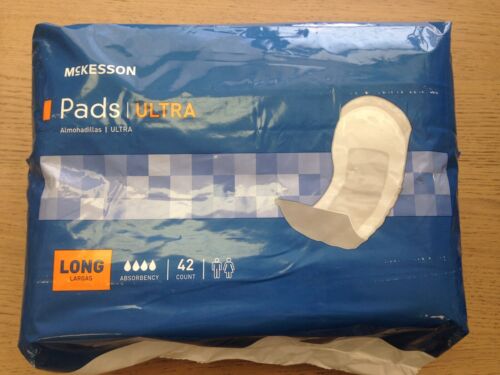 McKESSON
Pads | ULTRA
Almohadillas | ULTRA
LONG
LARGAS
ABSORBENCY
42
COUNT